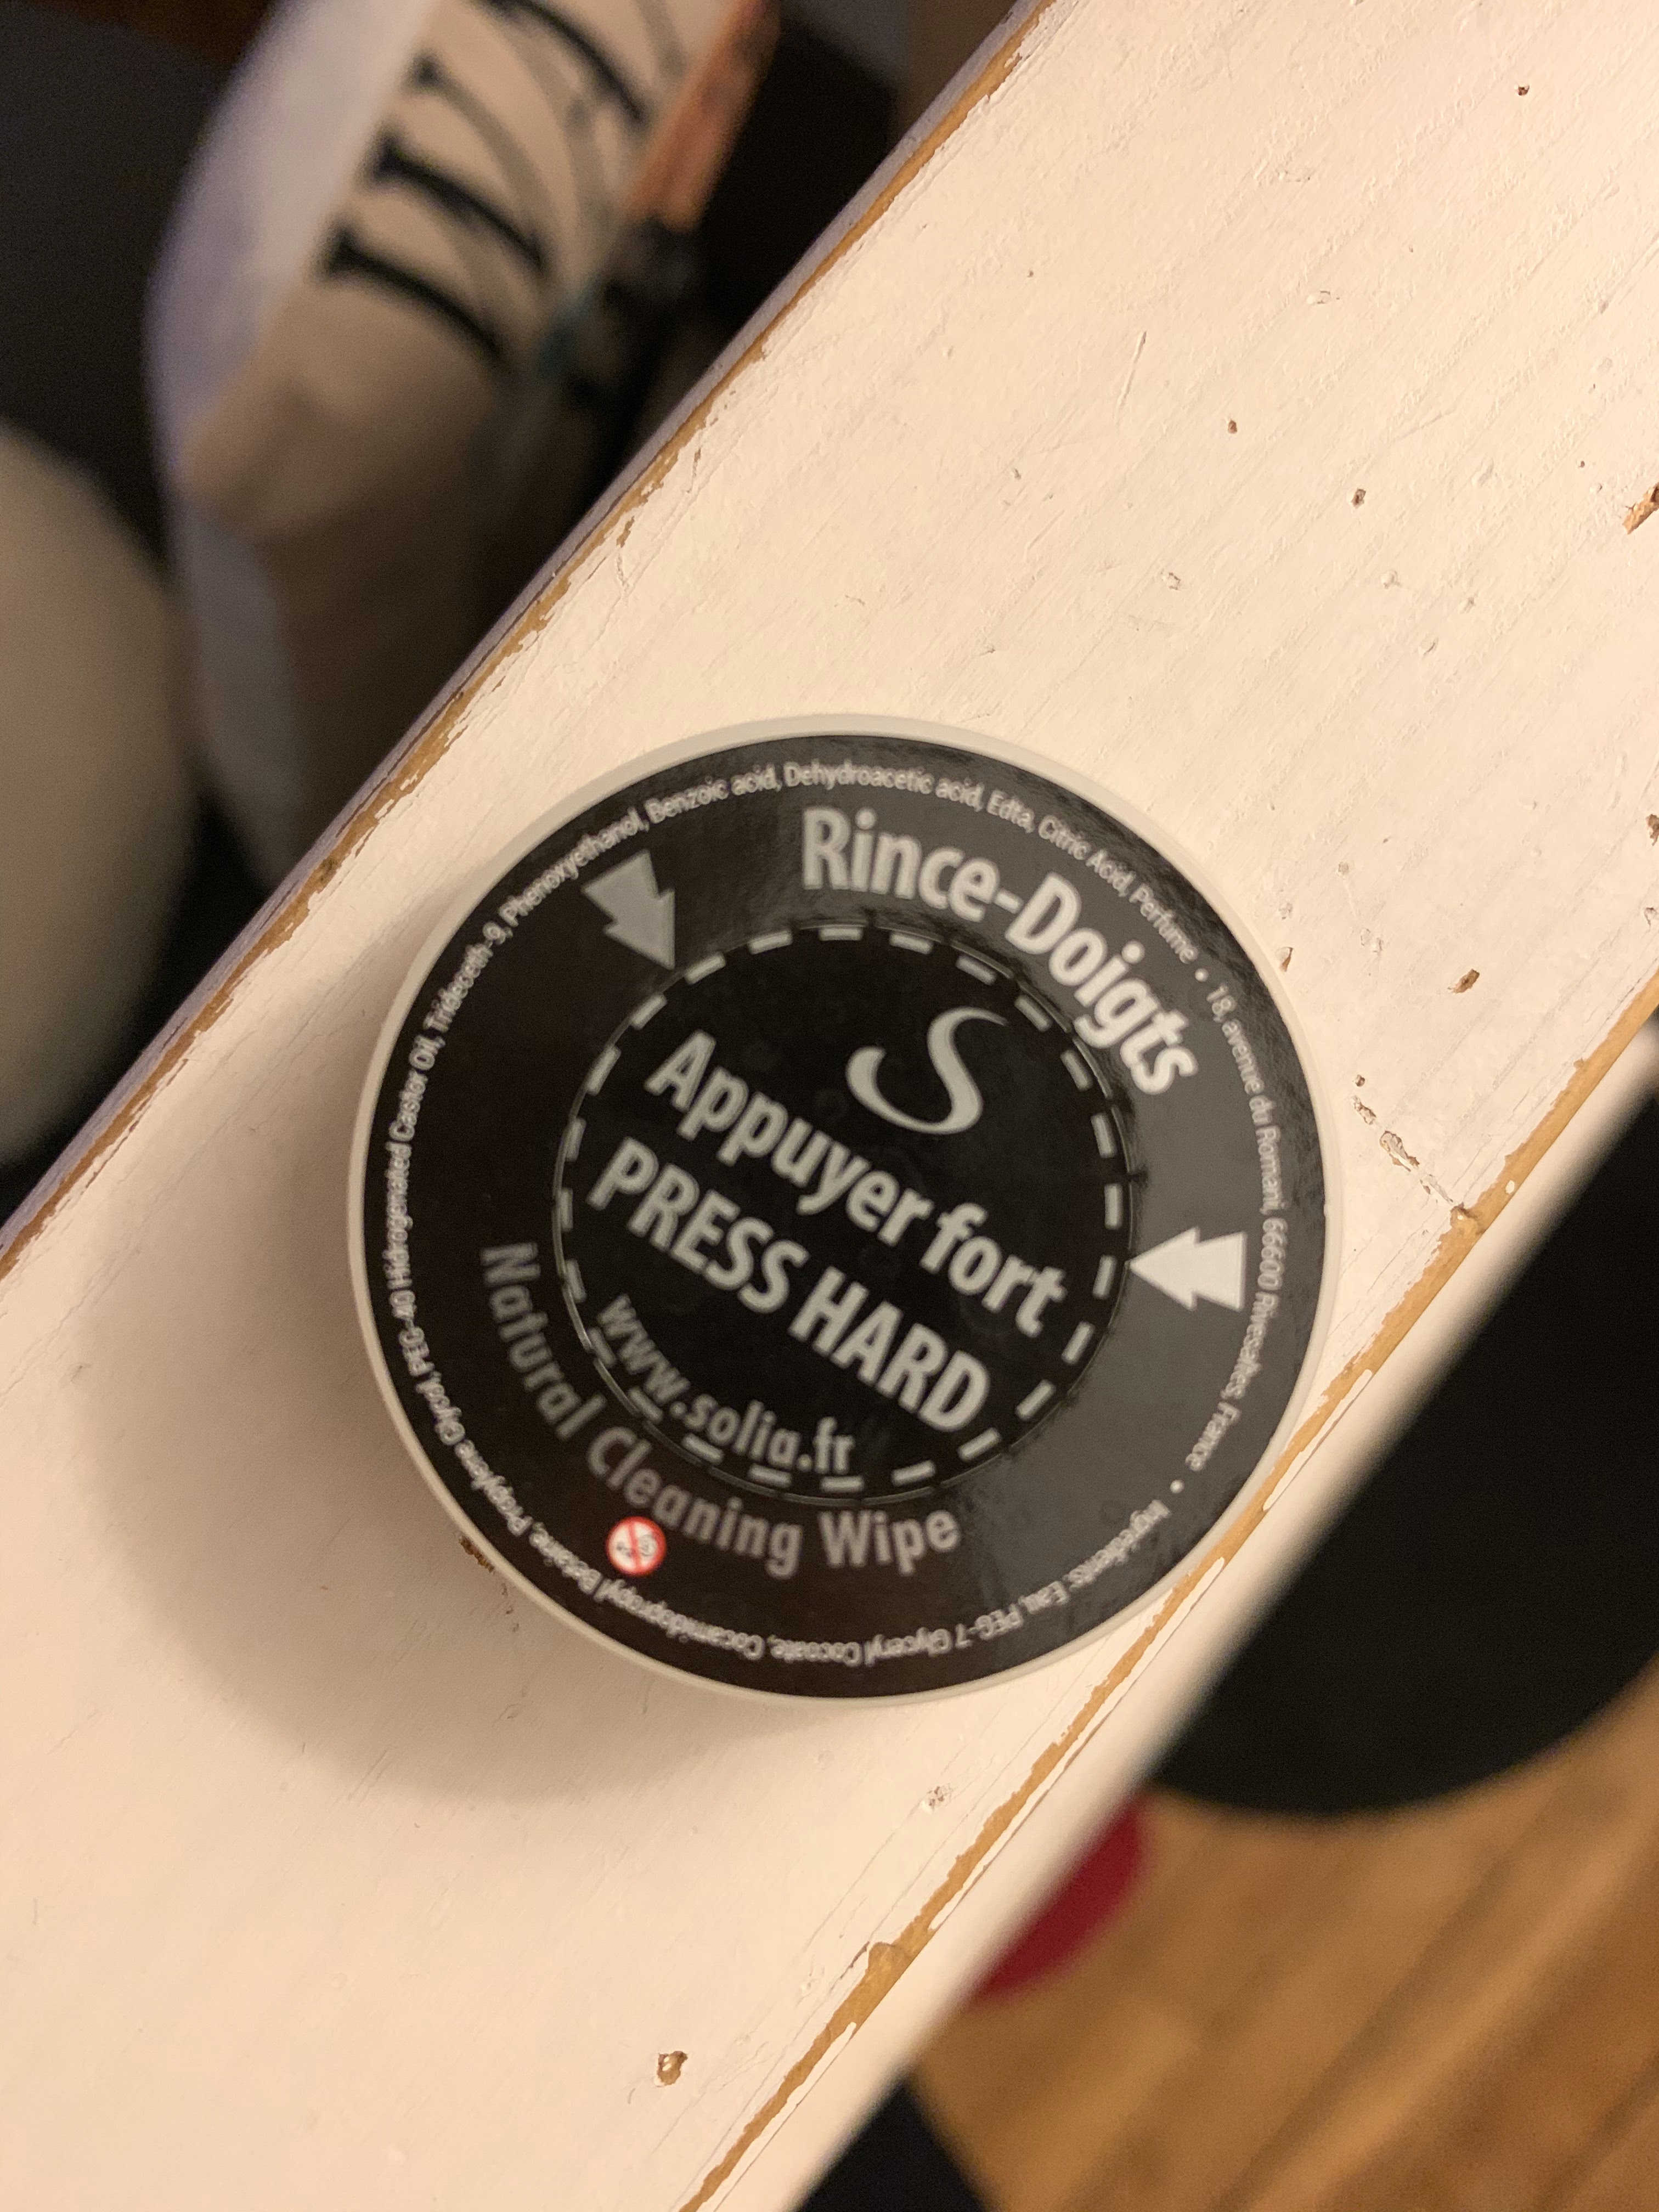 Rince-Doigts
S
Appuyer fort
PRESS HARD
www.solia.fr
Natural Cleaning Wipe
Ingrédients: Eau, PEG-7 Glyceryl Cocoate, Cocamidopropyl Betaine, Propylene Glycol, PEG-40 Hidrogenated Castor Oil, Trideceth-9, Phenoxyethanol, Benzoic acid, Dehydroacetic acid, Edta, Citric Acid, Perfume • 18, avenue du Romani, 66600 Rivesaltes, France •